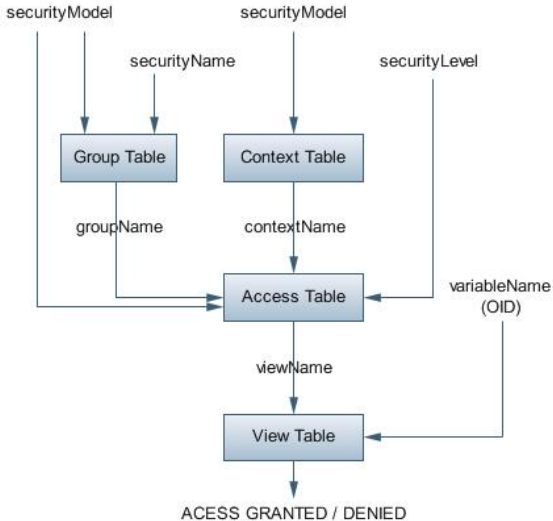 securityModel
securityModel
securityName
securityLevel
Group Table
Context Table
groupName
contextName
Access Table
variableName
(OID)
viewName
View Table
ACESS GRANTED / DENIED